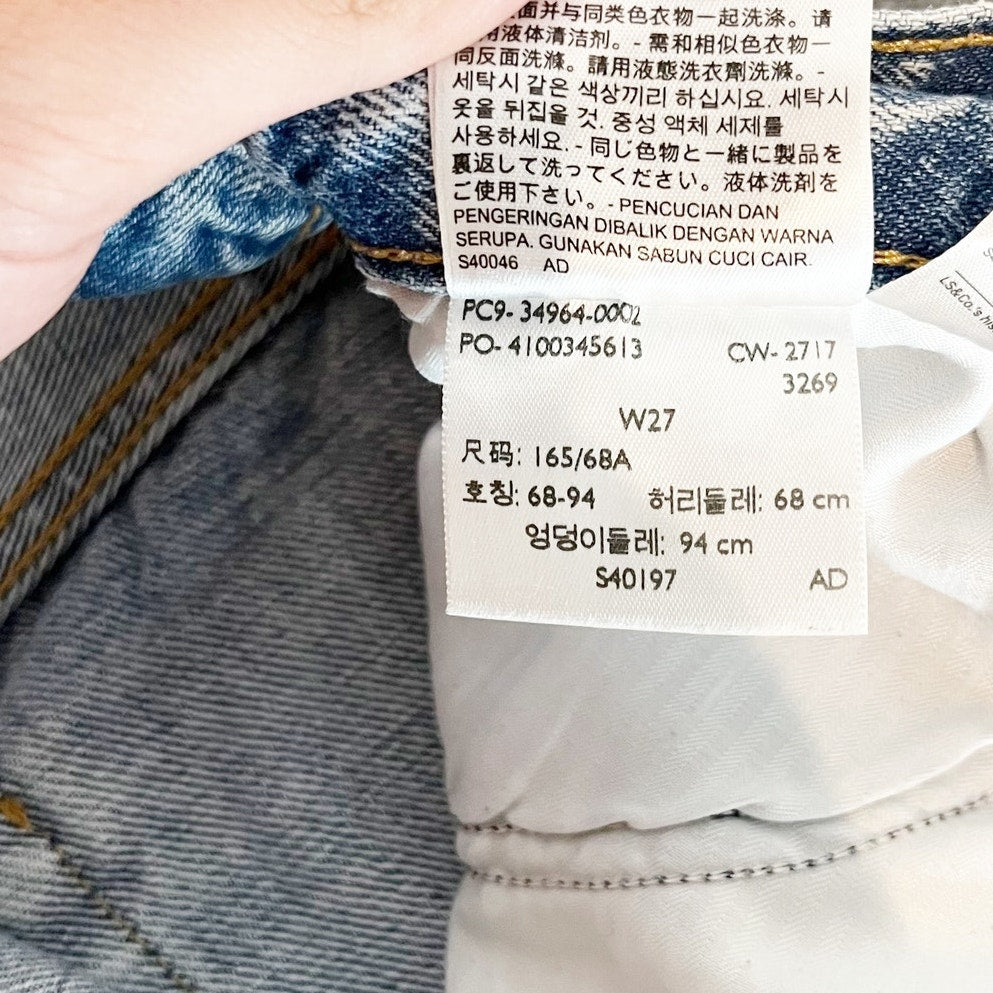 面并与同类色衣物一起洗涤。请
用液体清洁剂。- 需和相似色衣物一
同反面洗滌。請用液態洗衣劑洗滌。-
세탁시 같은 색상끼리 하십시요. 세탁시
옷을 뒤집을 것. 중성 액체 세제를
사용하세요. - 同じ色物と一緒に製品を
裏返して洗ってください。液体洗剤を
ご使用下さい。- PENCUCIAN DAN
PENGERINGAN DIBALIK DENGAN WARNA
SERUPA. GUNAKAN SABUN CUCI CAIR.
S40046 AD
PC9- 34964-0002
PO- 4100345613 CW- 2717
3269
W27
尺码: 165/68A
호칭: 68-94 허리둘레: 68 cm
엉덩이둘레: 94 cm
S40197 AD
LS&Co.'s his